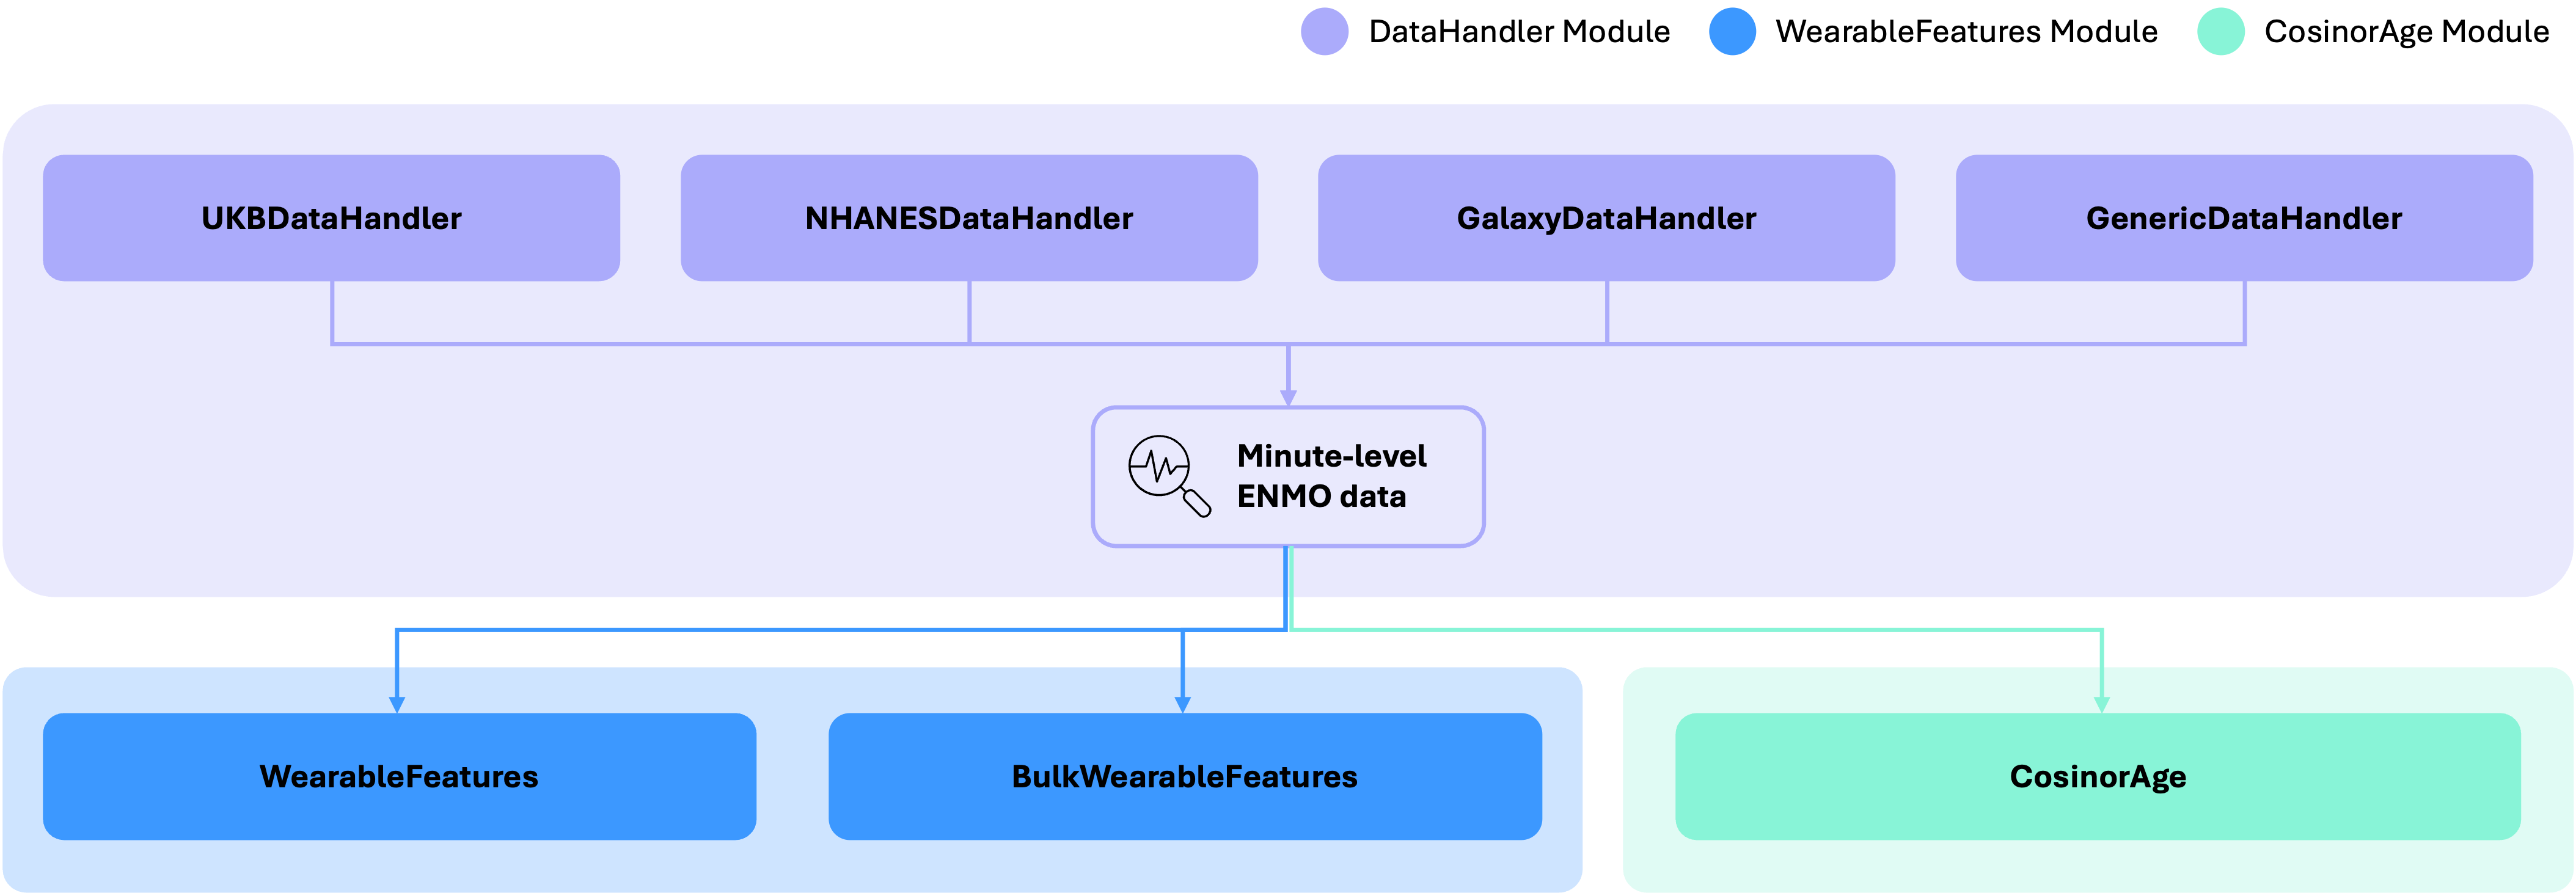 DataHandler Module
WearableFeatures Module
CosinorAge Module
UKBDataHandler
NHANESDataHandler
GalaxyDataHandler
GenericDataHandler
Minute-level
ENMO data
WearableFeatures
BulkWearableFeatures
CosinorAge